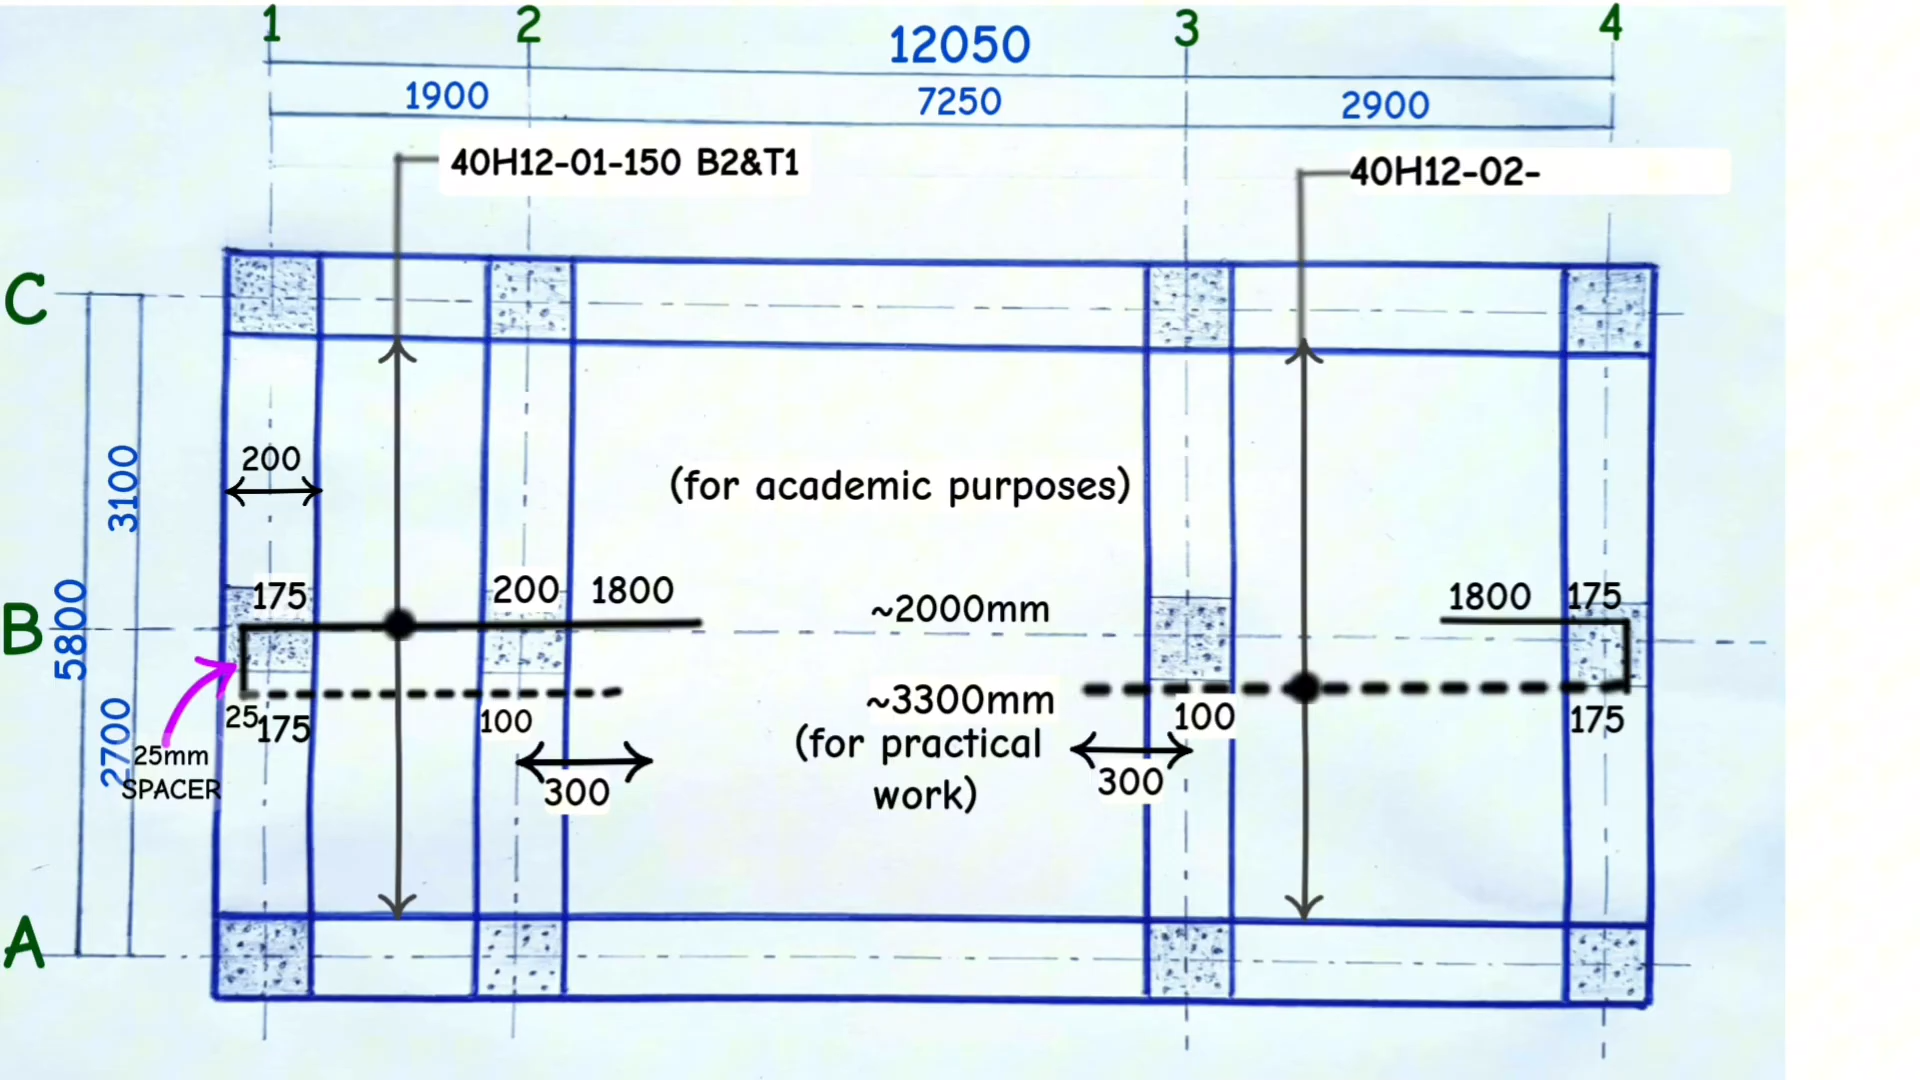 1
2
3
4
12050
1900
7250
2900
40H12-01-150 B2&T1
40H12-02-
C
200
(for academic purposes)
3100
175
200
1800
~2000mm
1800
175
B
5800
~3300mm
(for practical
work)
25
175
100
100
175
300
300
2700
25mm
SPACER
A